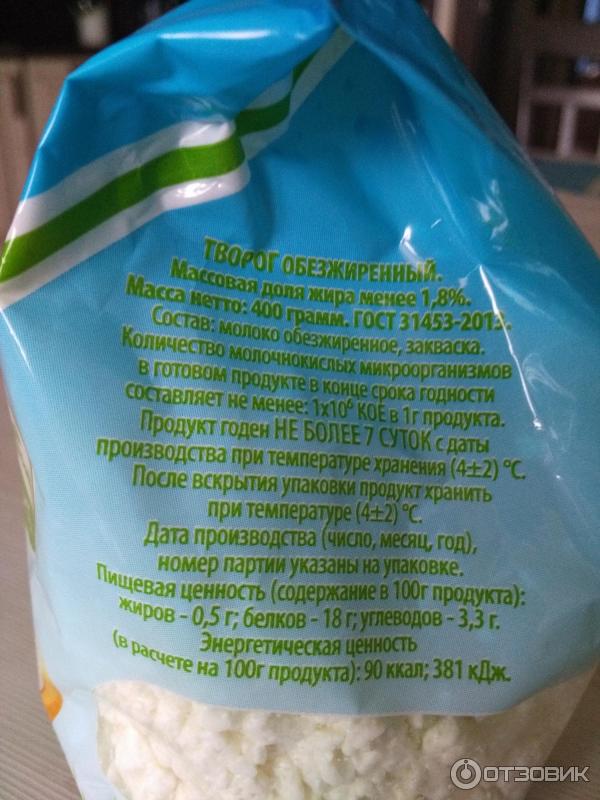 ТВОРОГ ОБЕЗЖИРЕННЫЙ.
Массовая доля жира менее 1,8%.
Масса нетто: 400 грамм. ГОСТ 31453-2013.
Состав: молоко обезжиренное, закваска.
Количество молочнокислых микроорганизмов
в готовом продукте в конце срока годности
составляет не менее: 1х10⁶ КОЕ в 1г продукта.
Продукт годен НЕ БОЛЕЕ 7 СУТОК с даты
производства при температуре хранения (4±2) °С.
После вскрытия упаковки продукт хранить
при температуре (4±2) °С.
Дата производства (число, месяц, год),
номер партии указаны на упаковке.
Пищевая ценность (содержание в 100г продукта):
жиров - 0,5 г; белков - 18 г; углеводов - 3,3 г.
Энергетическая ценность
(в расчете на 100г продукта): 90 ккал; 381 кДж.
ОТЗОВИК